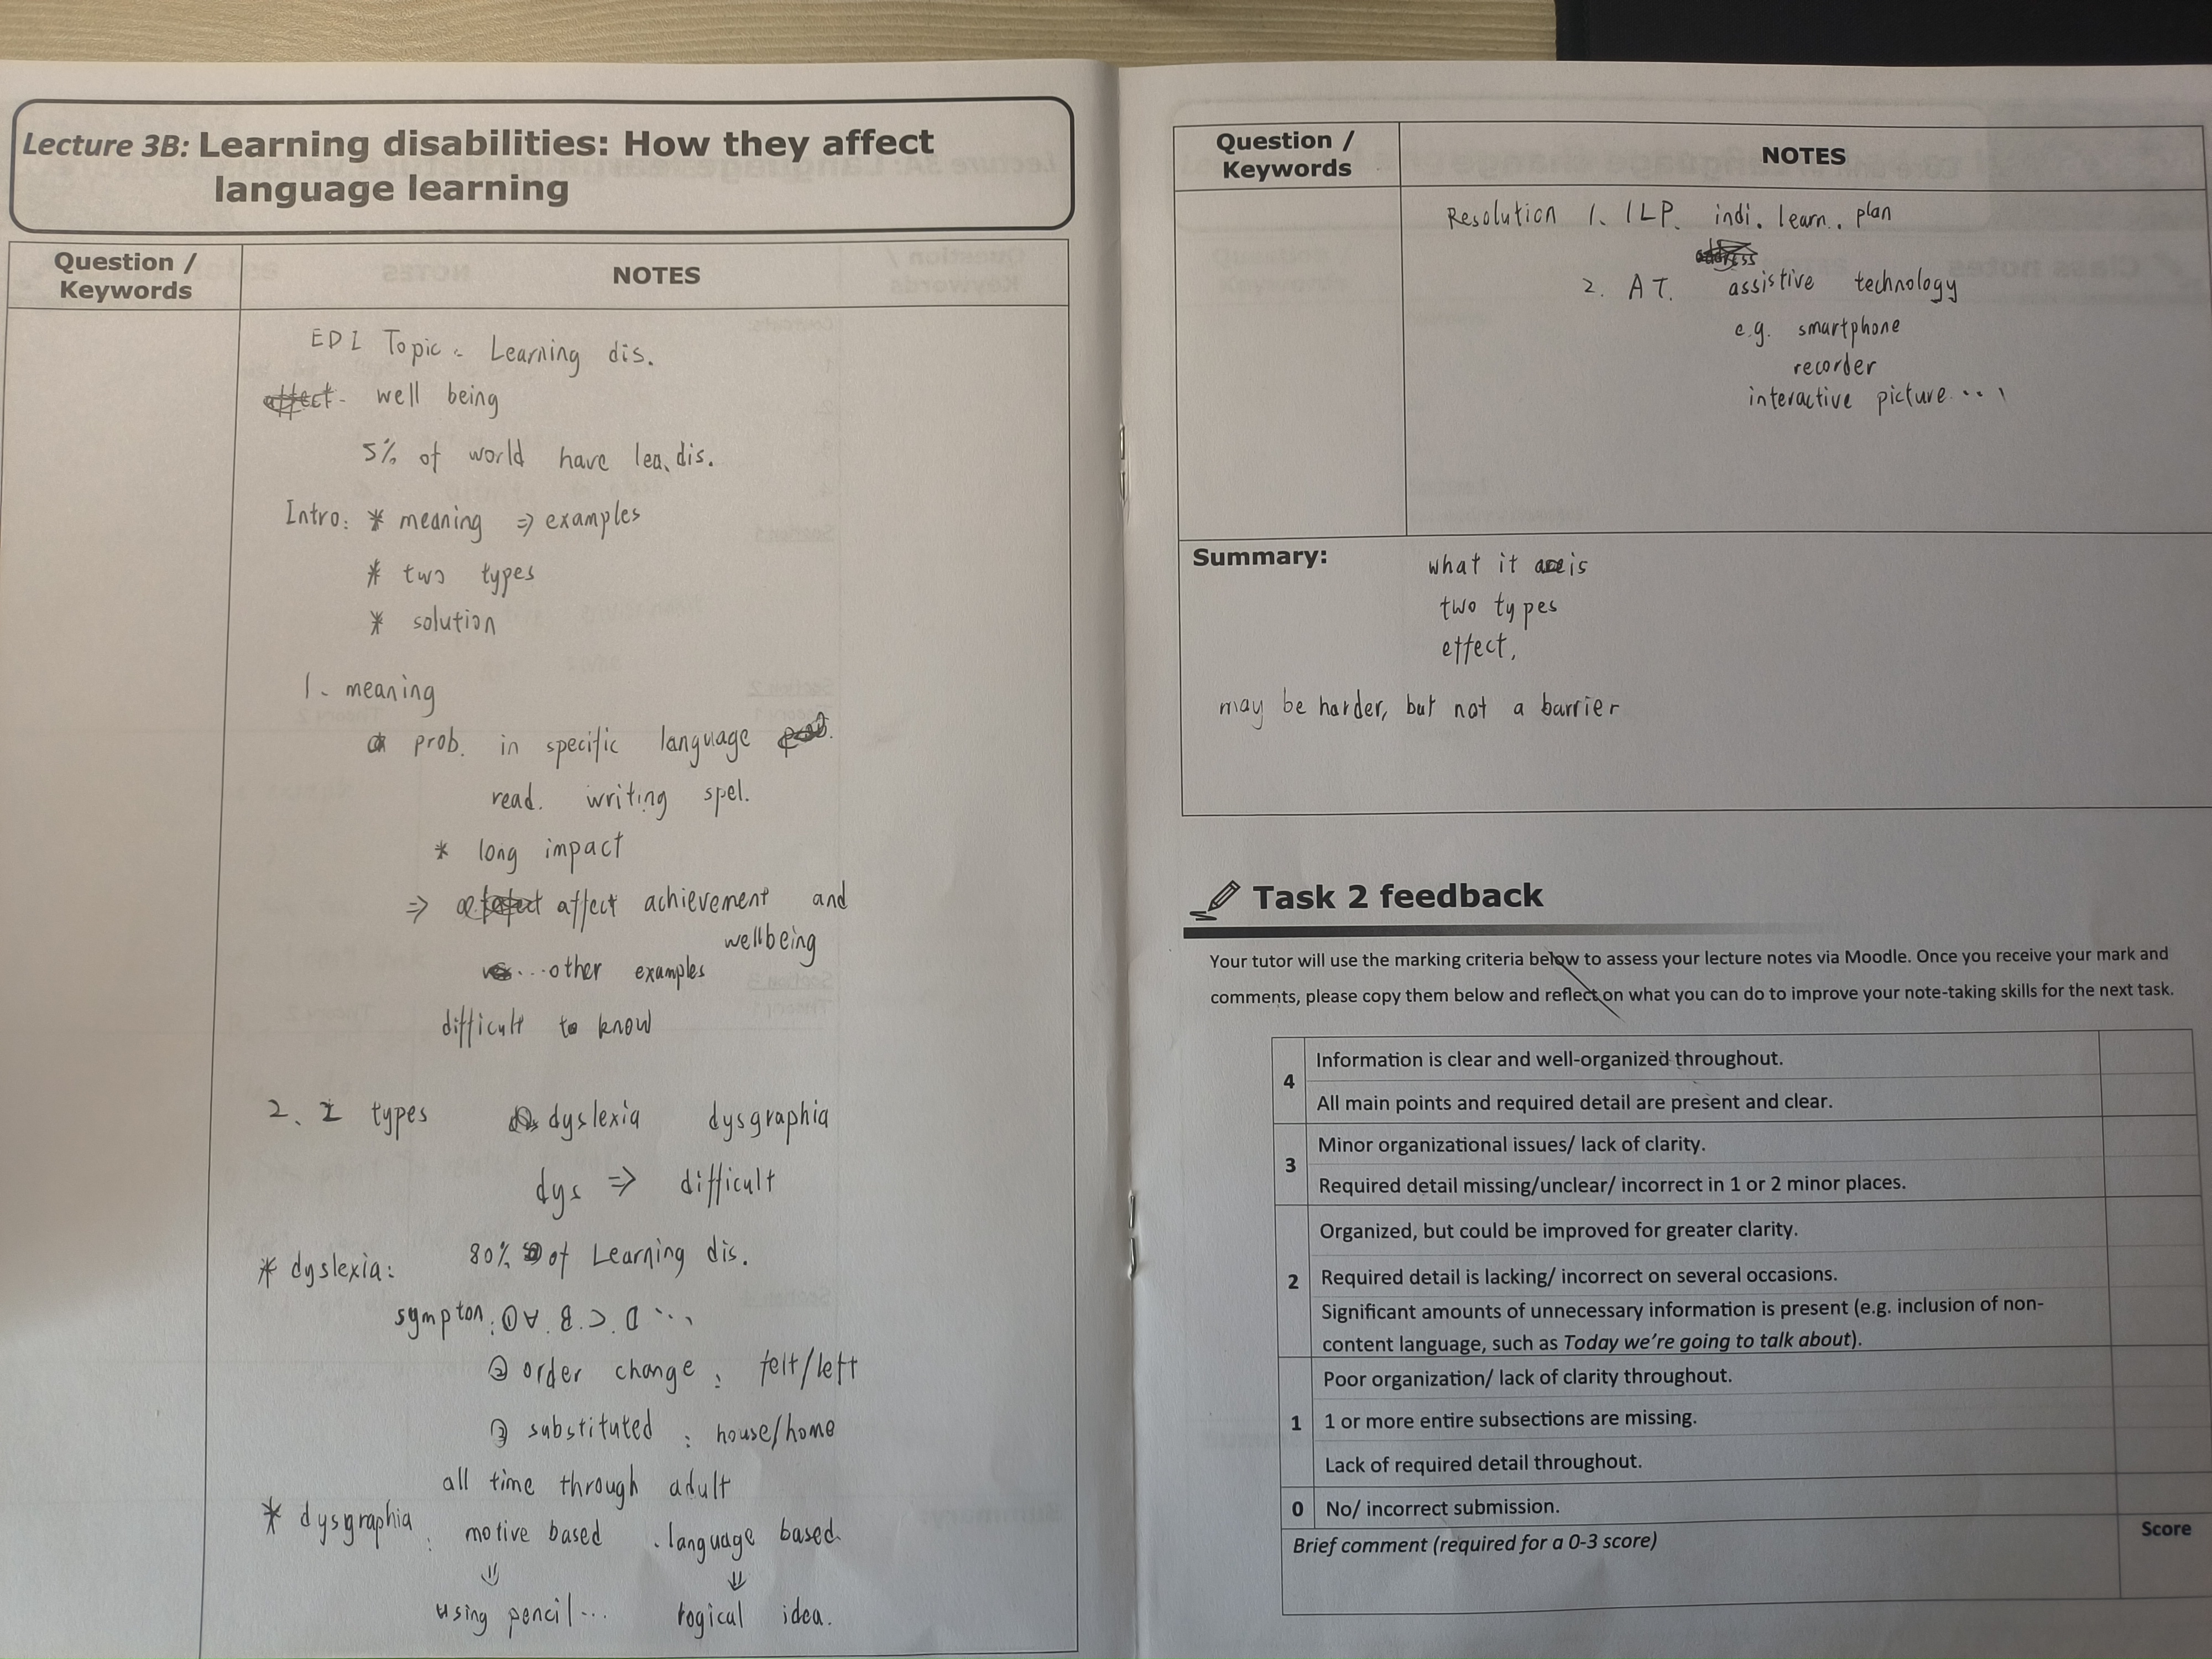 Lecture 3B: Learning disabilities: How they affect
language learning
Question /
Keywords
NOTES
EDI Topic: Learning dis.
well being
5% of world have lea. dis.
Intro: * meaning ⇒ examples
* two types
* solution
1. meaning
prob. in specific language
read. writing spel.
* long impact
⇒ affect achievement and
wellbeing
...other examples
difficult to know
2. 2 types dyslexia dysgraphia
dys ⇒ difficult
80% of Learning dis.
* dyslexia:
sympton: ①
② order change: felt/left
③ substituted: house/home
all time through adult
* dysgraphia: motive based . language based.
⇓ ⇓
using pencil... logical idea.
Question /
Keywords
NOTES
Resolution 1. ILP. indi. learn. plan
2. AT. assistive technology
e.g. smartphone
recorder
interactive picture...
Summary:
what it is
two types
effect.
may be harder, but not a barrier
Task 2 feedback
Your tutor will use the marking criteria below to assess your lecture notes via Moodle. Once you receive your mark and
comments, please copy them below and reflect on what you can do to improve your note-taking skills for the next task.
4
Information is clear and well-organized throughout.
All main points and required detail are present and clear.
3
Minor organizational issues/ lack of clarity.
Required detail missing/unclear/ incorrect in 1 or 2 minor places.
2
Organized, but could be improved for greater clarity.
Required detail is lacking/ incorrect on several occasions.
Significant amounts of unnecessary information is present (e.g. inclusion of non-
content language, such as Today we're going to talk about).
1
Poor organization/ lack of clarity throughout.
1 or more entire subsections are missing.
Lack of required detail throughout.
0
No/ incorrect submission.
Brief comment (required for a 0-3 score)
Score